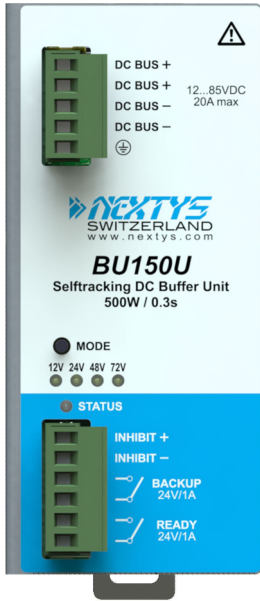 DC BUS +
DC BUS +
DC BUS −
DC BUS −
12...85VDC
20A max
NEXTYS
SWITZERLAND
www.nextys.com
BU150U
Selftracking DC Buffer Unit
500W / 0.3s
MODE
12V 24V 48V 72V
STATUS
INHIBIT +
INHIBIT −
BACKUP
24V/1A
READY
24V/1A